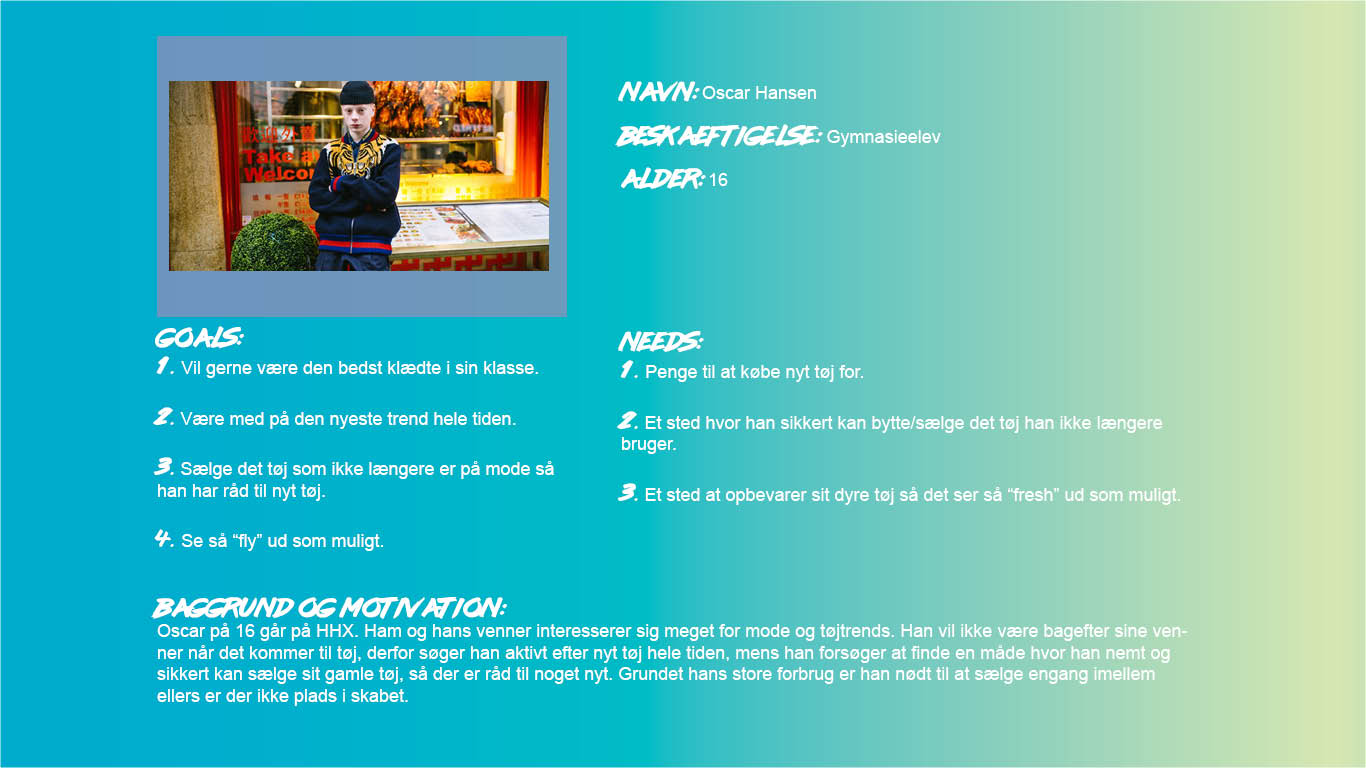 歡迎外賣
Take a
Welco
NAVN: Oscar Hansen
BESKAEFTIGELSE: Gymnasieelev
ALDER: 16
GOALS:
1. Vil gerne være den bedst klædte i sin klasse.
2. Være med på den nyeste trend hele tiden.
3. Sælge det tøj som ikke længere er på mode så
han har råd til nyt tøj.
4. Se så “fly” ud som muligt.
NEEDS:
1. Penge til at købe nyt tøj for.
2. Et sted hvor han sikkert kan bytte/sælge det tøj han ikke længere
bruger.
3. Et sted at opbevarer sit dyre tøj så det ser så “fresh” ud som muligt.
BAGGRUND OG MOTIVATION:
Oscar på 16 går på HHX. Ham og hans venner interesserer sig meget for mode og tøjtrends. Han vil ikke være bagefter sine ven-
ner når det kommer til tøj, derfor søger han aktivt efter nyt tøj hele tiden, mens han forsøger at finde en måde hvor han nemt og
sikkert kan sælge sit gamle tøj, så der er råd til noget nyt. Grundet hans store forbrug er han nødt til at sælge engang imellem
ellers er der ikke plads i skabet.